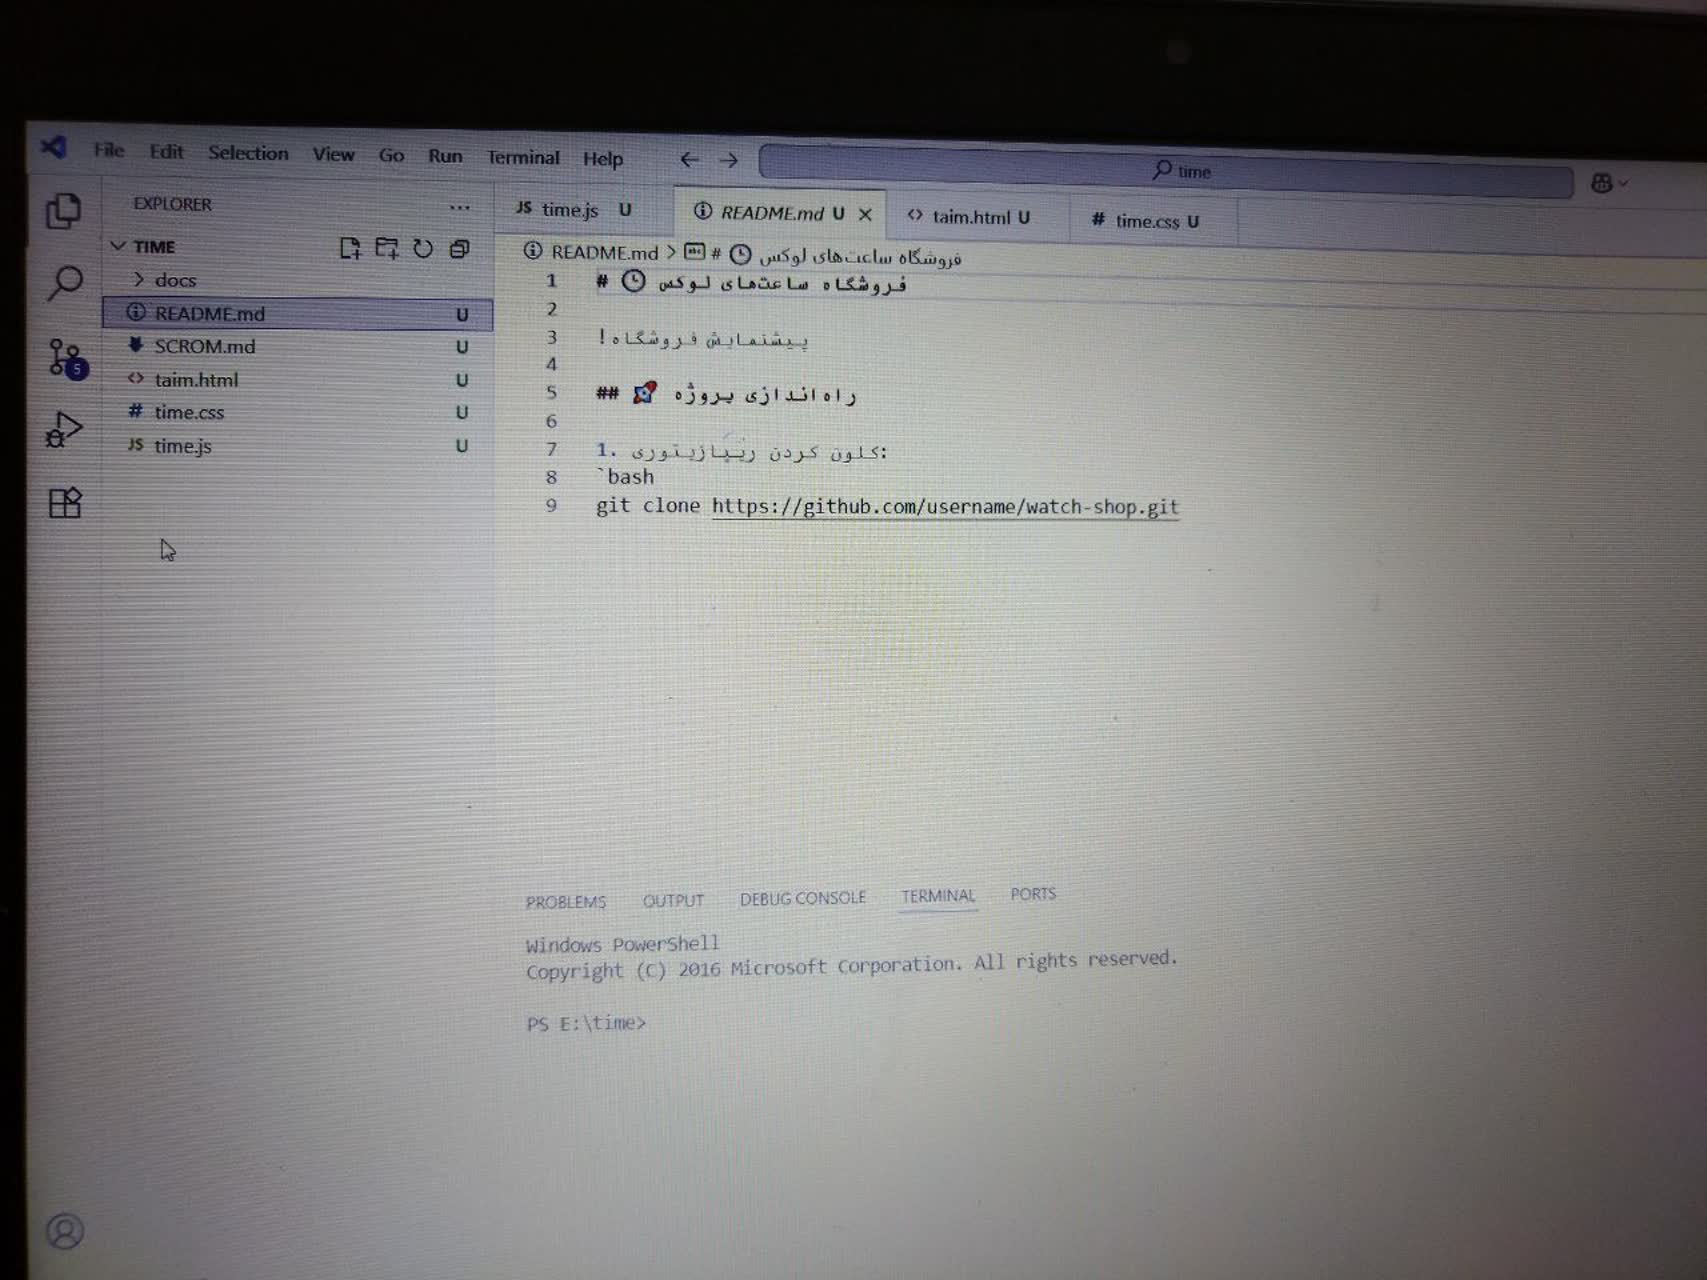 File Edit Selection View Go Run Terminal Help
time
EXPLORER
JS time.js U
README.md U
taim.html U
# time.css U
TIME
README.md > # فروشگاه ساعت‌های لوکس
docs
README.md U
SCROM.md U
taim.html U
# time.css U
JS time.js U
5
1 # 🕒 فروشگاه ساعت‌های لوکس
2
3 !پیشنمایش فروشگاه
4
5 ## 🚀 راه‌اندازی پروژه
6
7 1. کلون کردن ریپازیتوری:
8 `bash
9 git clone https://github.com/username/watch-shop.git
PROBLEMS OUTPUT DEBUG CONSOLE TERMINAL PORTS
Windows PowerShell
Copyright (C) 2016 Microsoft Corporation. All rights reserved.
PS E:\time>